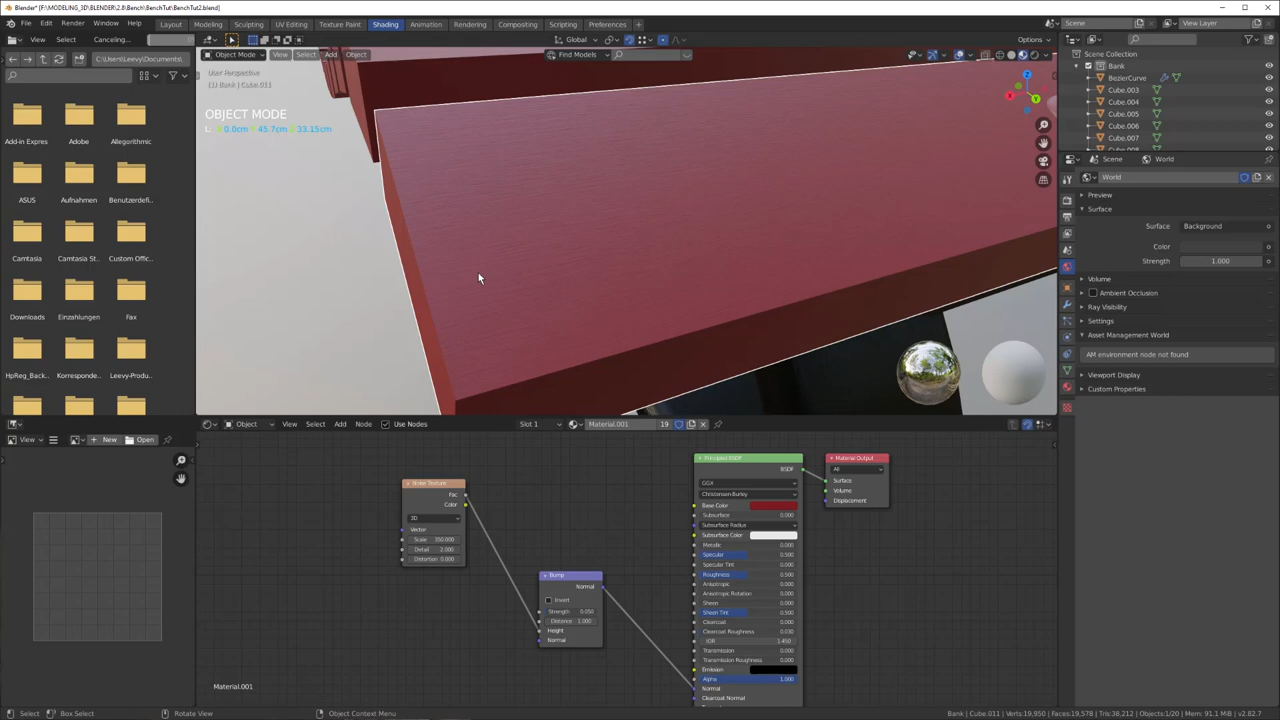 Blender* [F:\MODELING_3D\BLENDER\2.8\Bench\BenchTut\BenchTut2.blend]
File Edit Render Window Help
Layout Modeling Sculpting UV Editing Texture Paint Shading Animation Rendering Compositing Scripting Preferences
Scene View Layer
View Select Canceling...
Global Options
C:\Users\Leevy\Documents\
Object Mode View Select Add Object
Find Models
User Perspective
(1) Bank | Cube.011
OBJECT MODE
L: 0.0cm 45.7cm 33.15cm
Add-in Expres Adobe Allegorithmic
ASUS Aufnahmen Benutzerdefi...
Camtasia Camtasia St... Custom Office...
Downloads Einzahlungen Fax
HpReg_Back... Korresponde... Leevy-Produ...
Scene Collection
Bank
BezierCurve
Cube.003
Cube.004
Cube.005
Cube.006
Cube.007
Cube.008
Scene World
World
Preview
Surface
Surface Background
Color
Strength 1.000
Volume
Ambient Occlusion
Ray Visibility
Settings
Asset Management World
AM environment node not found
Viewport Display
Custom Properties
View New Open
Object View Select Add Node Use Nodes Slot 1 Material.001 19
Noise Texture
Fac
Color
3D
Vector
Scale 350.000
Detail 2.000
Distortion 0.000
Bump
Normal
Invert
Strength 0.050
Distance 1.000
Height
Normal
Principled BSDF
BSDF
GGX
Christensen-Burley
Base Color
Subsurface 0.000
Subsurface Radius
Subsurface Color
Metallic 0.000
Specular 0.500
Specular Tint 0.000
Roughness 0.500
Anisotropic 0.000
Anisotropic Rotation 0.000
Sheen 0.000
Sheen Tint 0.500
Clearcoat 0.000
Clearcoat Roughness 0.030
IOR 1.450
Transmission 0.000
Transmission Roughness 0.000
Emission
Alpha 1.000
Normal
Clearcoat Normal
Material Output
All
Surface
Volume
Displacement
Material.001
Select Box Select Rotate View Object Context Menu
Bank | Cube.011 | Verts:19,950 | Faces:19,578 | Tris:38,212 | Objects:1/20 | Mem: 91.1 MiB | v2.82.7